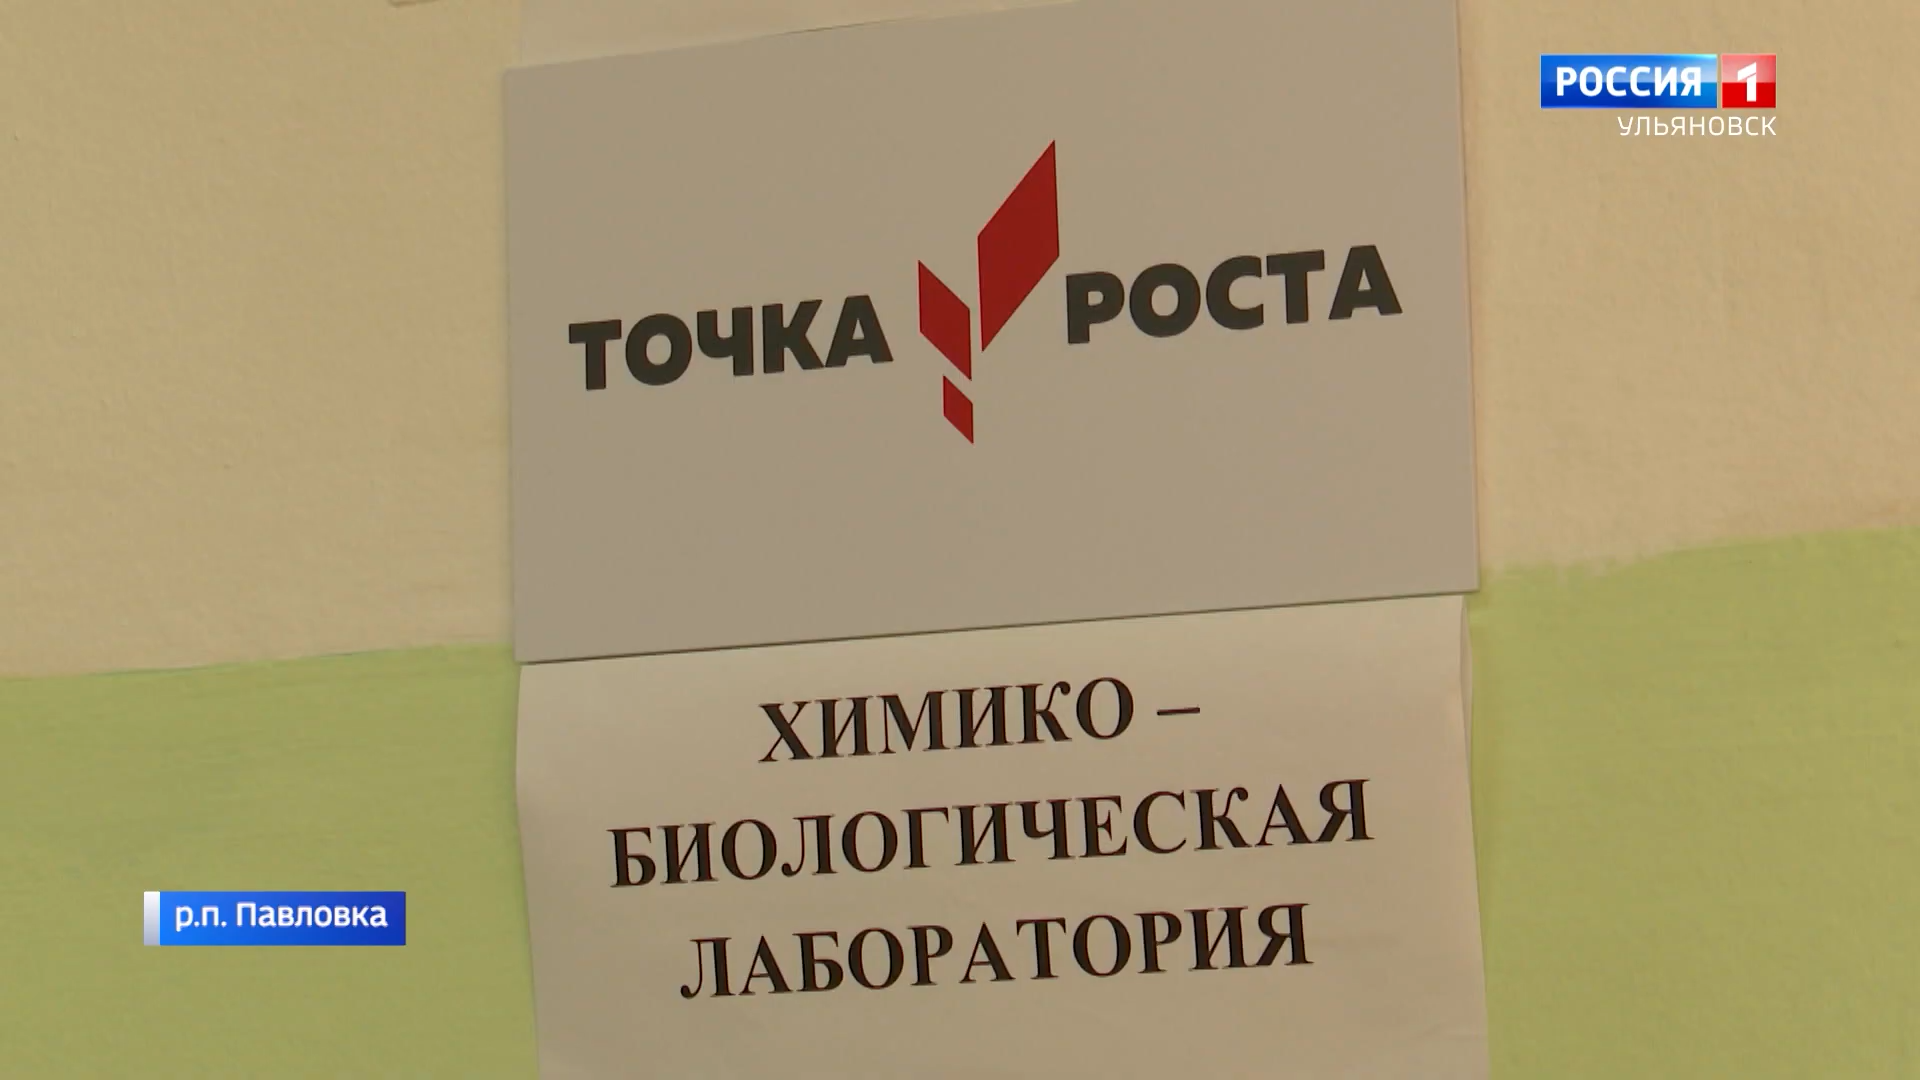 РОССИЯ 1
УЛЬЯНОВСК
ТОЧКА РОСТА
ХИМИКО –
БИОЛОГИЧЕСКАЯ
ЛАБОРАТОРИЯ
р.п. Павловка